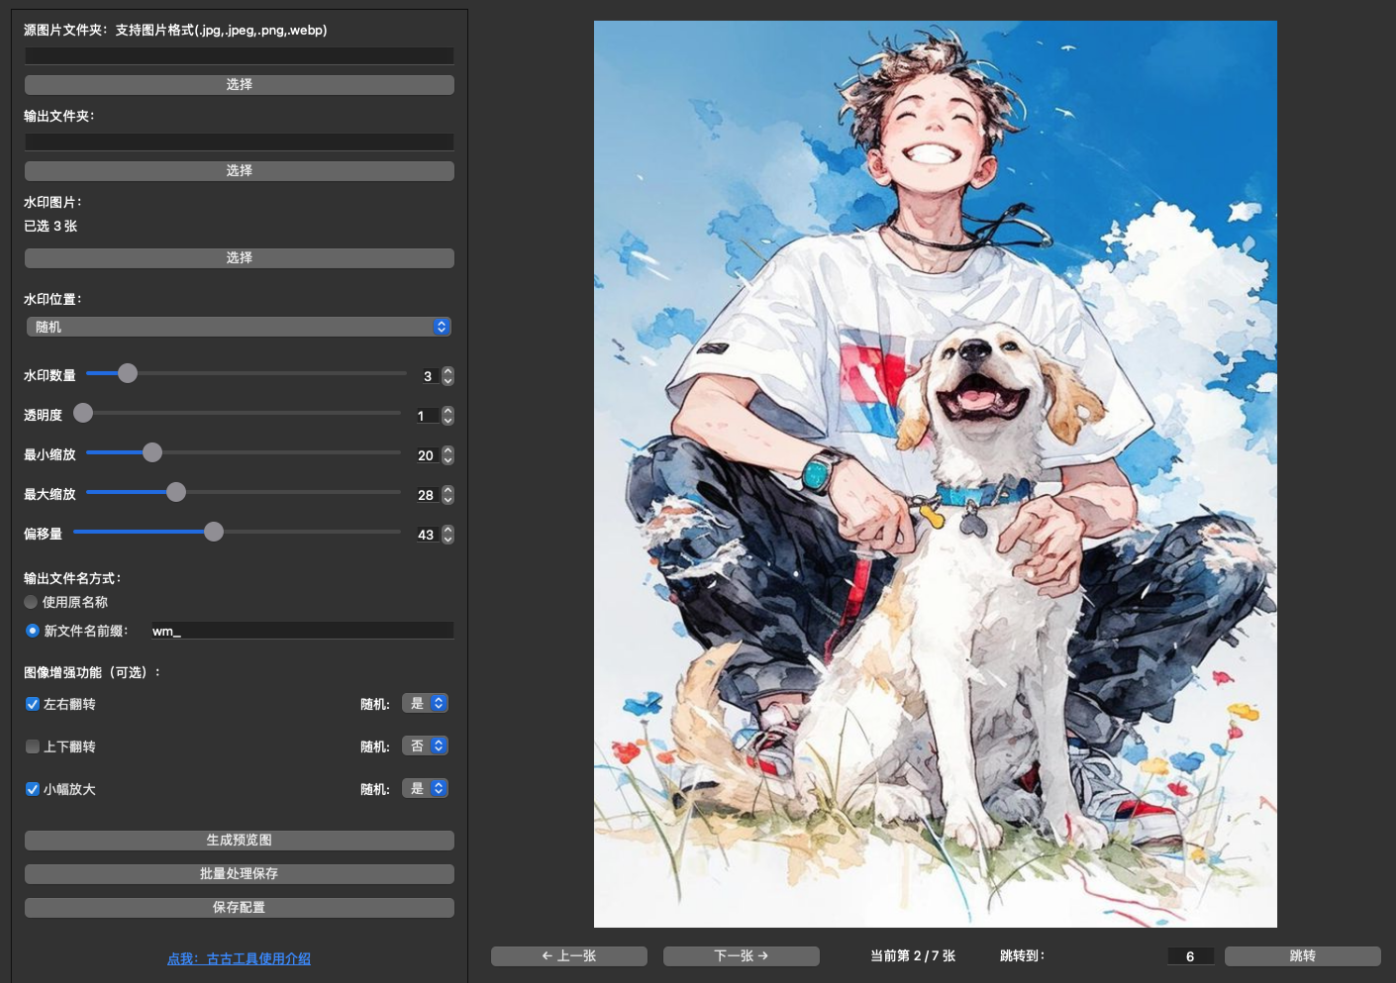 源图片文件夹：支持图片格式(.jpg,.jpeg,.png,.webp)
选择
输出文件夹：
选择
水印图片：
已选 3 张
选择
水印位置：
随机
水印数量 3
透明度 1
最小缩放 20
最大缩放 28
偏移量 43
输出文件名方式：
使用原名称
新文件名前缀： wm_
图像增强功能（可选）：
左右翻转 随机: 是
上下翻转 随机: 否
小幅放大 随机: 是
生成预览图
批量处理保存
保存配置
点我：古古工具使用介绍
← 上一张 下一张 → 当前第 2 / 7 张 跳转到： 6 跳转